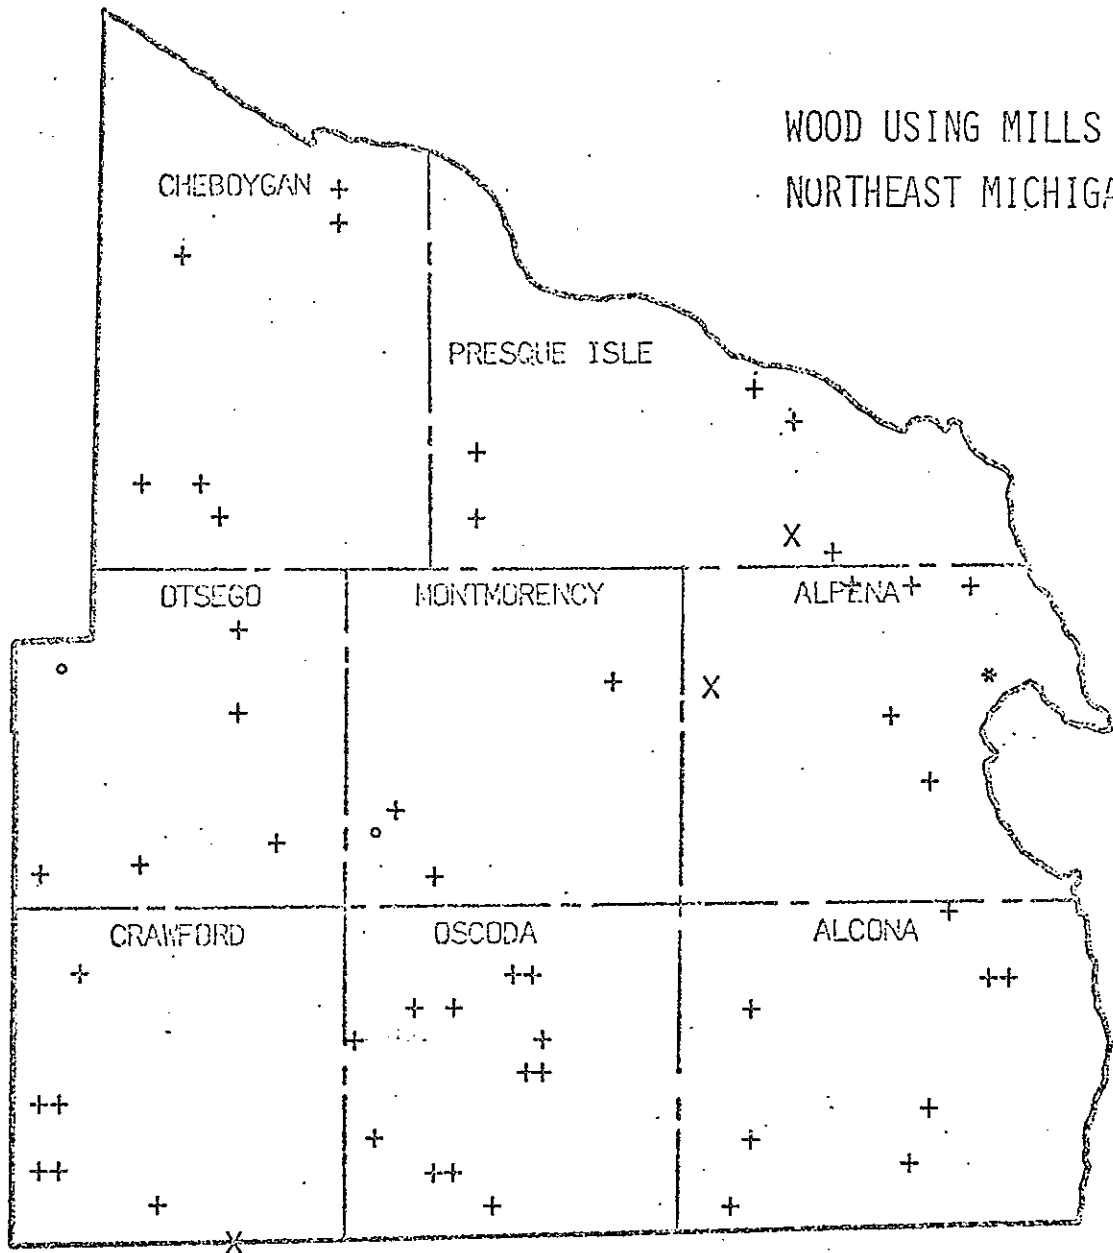 WOOD USING MILLS
NORTHEAST MICHIGA
CHEBOYGAN
PRESQUE ISLE
OTSEGO
MONTMORENCY
ALPENA
CRAWFORD
OSCODA
ALCONA